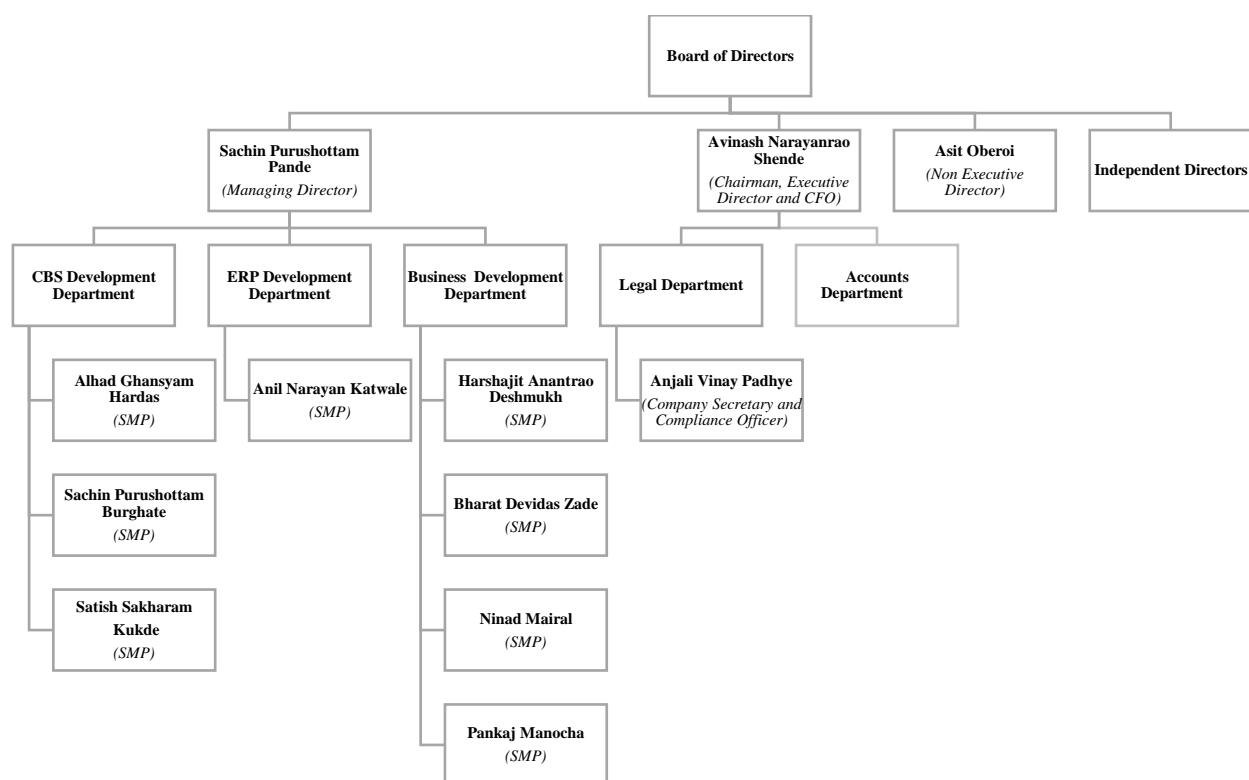 Board of Directors
Sachin Purushottam
Pande
(Managing Director)
Avinash Narayanrao
Shende
(Chairman, Executive
Director and CFO)
Asit Oberoi
(Non Executive
Director)
Independent Directors
CBS Development
Department
ERP Development
Department
Business Development
Department
Legal Department
Accounts
Department
Alhad Ghansyam
Hardas
(SMP)
Anil Narayan Katwale
(SMP)
Harshajit Anantrao
Deshmukh
(SMP)
Anjali Vinay Padhye
(Company Secretary and
Compliance Officer)
Sachin Purushottam
Burghate
(SMP)
Bharat Devidas Zade
(SMP)
Satish Sakharam
Kukde
(SMP)
Ninad Mairal
(SMP)
Pankaj Manocha
(SMP)